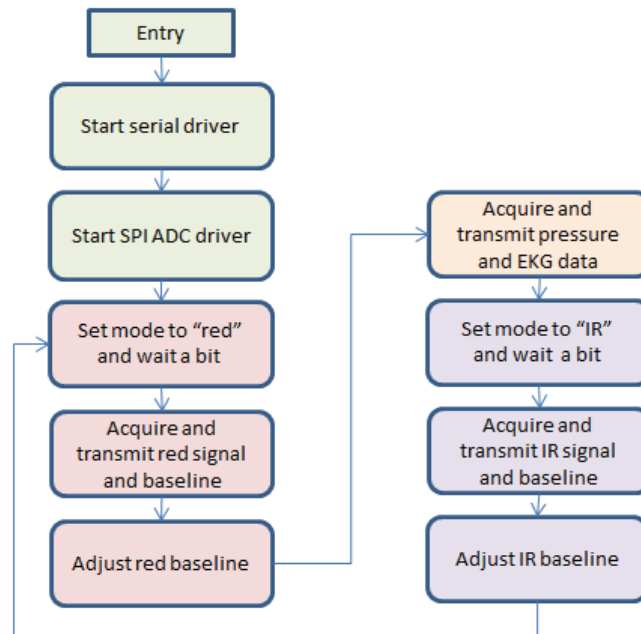 Entry
Start serial driver
Start SPI ADC driver
Set mode to “red”
and wait a bit
Acquire and
transmit red signal
and baseline
Adjust red baseline
Acquire and
transmit pressure
and EKG data
Set mode to “IR”
and wait a bit
Acquire and
transmit IR signal
and baseline
Adjust IR baseline